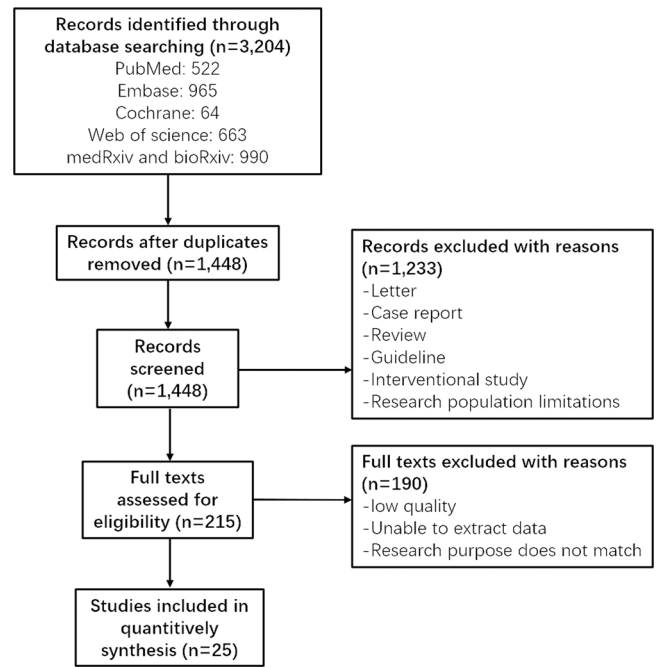 Records identified through
database searching (n=3,204)
PubMed: 522
Embase: 965
Cochrane: 64
Web of science: 663
medRxiv and bioRxiv: 990
Records after duplicates
removed (n=1,448)
Records excluded with reasons
(n=1,233)
-Letter
-Case report
-Review
-Guideline
-Interventional study
-Research population limitations
Records
screened
(n=1,448)
Full texts
assessed for
eligibility (n=215)
Full texts excluded with reasons
(n=190)
-low quality
-Unable to extract data
-Research purpose does not match
Studies included in
quantitively
synthesis (n=25)